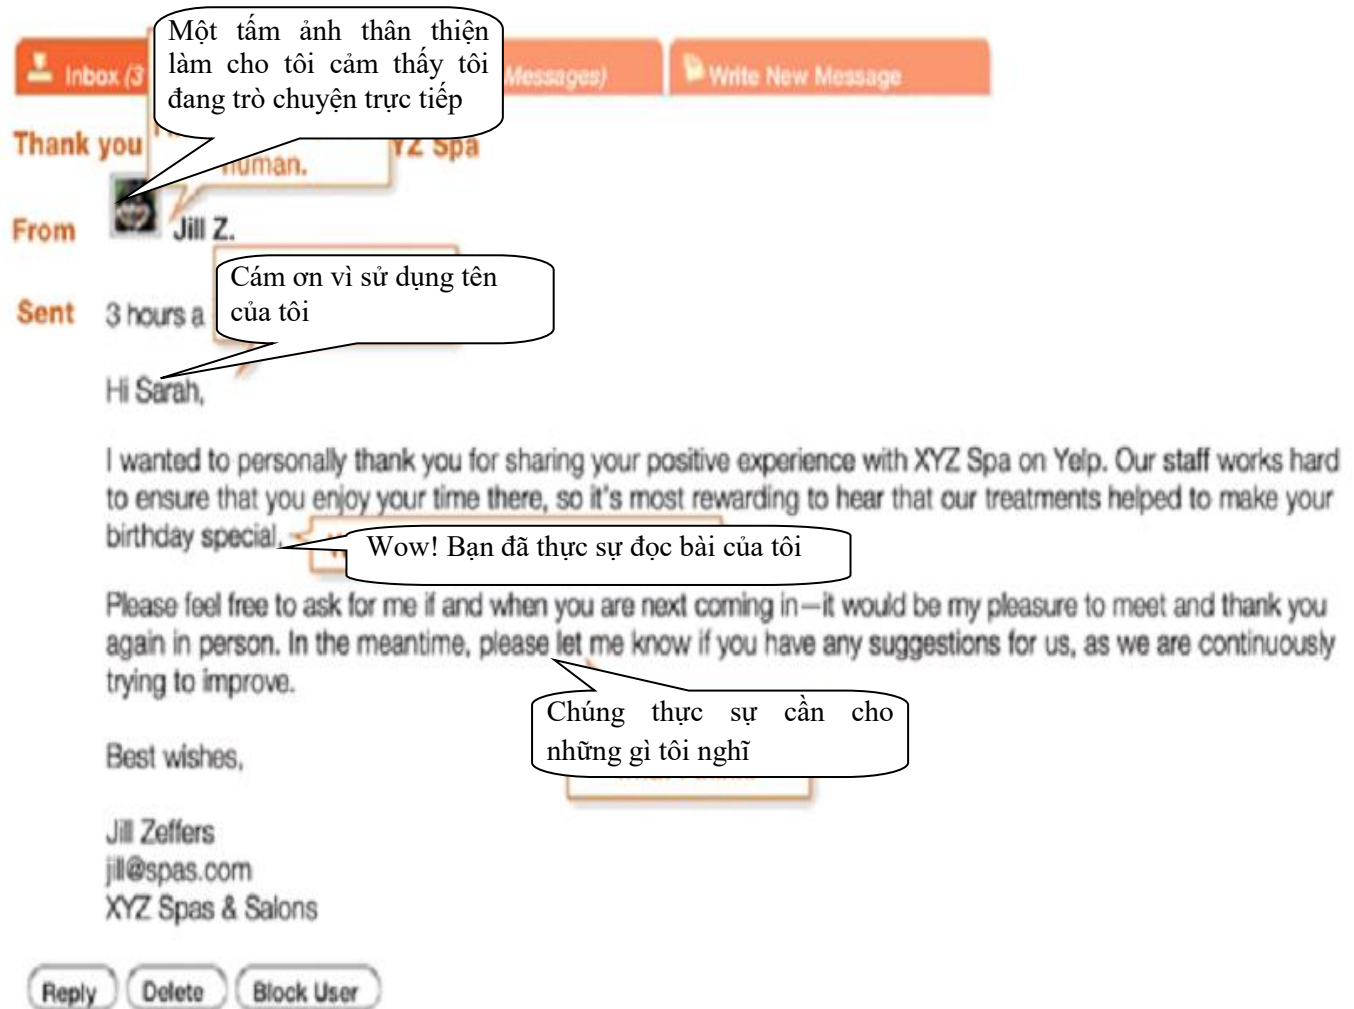 Một tấm ảnh thân thiện
làm cho tôi cảm thấy tôi
đang trò chuyện trực tiếp
Inbox (3 Messages) Write New Message
Thank you YZ Spa
human.
From Jill Z.
Cám ơn vì sử dụng tên
của tôi
Sent 3 hours a
Hi Sarah,
I wanted to personally thank you for sharing your positive experience with XYZ Spa on Yelp. Our staff works hard
to ensure that you enjoy your time there, so it's most rewarding to hear that our treatments helped to make your
birthday special.
Wow! Bạn đã thực sự đọc bài của tôi
Please feel free to ask for me if and when you are next coming in—it would be my pleasure to meet and thank you
again in person. In the meantime, please let me know if you have any suggestions for us, as we are continuously
trying to improve.
Chúng thực sự cần cho
những gì tôi nghĩ
Best wishes,
Jill Zeffers
jill@spas.com
XYZ Spas & Salons
Reply Delete Block User